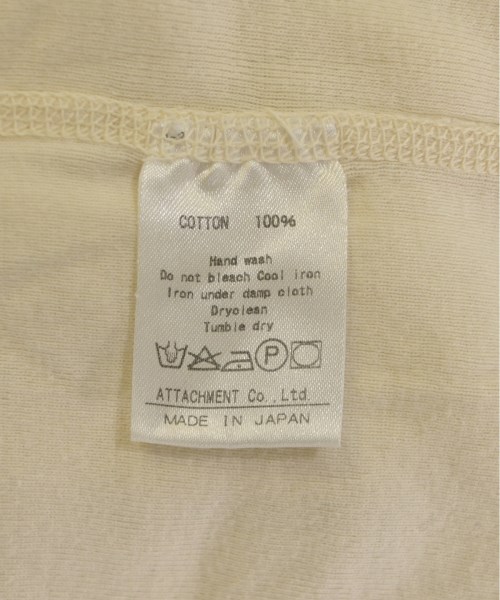 COTTON 100%
Hand wash
Do not bleach Cool iron
Iron under damp cloth
Dryclean
Tumble dry
P
ATTACHMENT Co.,Ltd.
MADE IN JAPAN